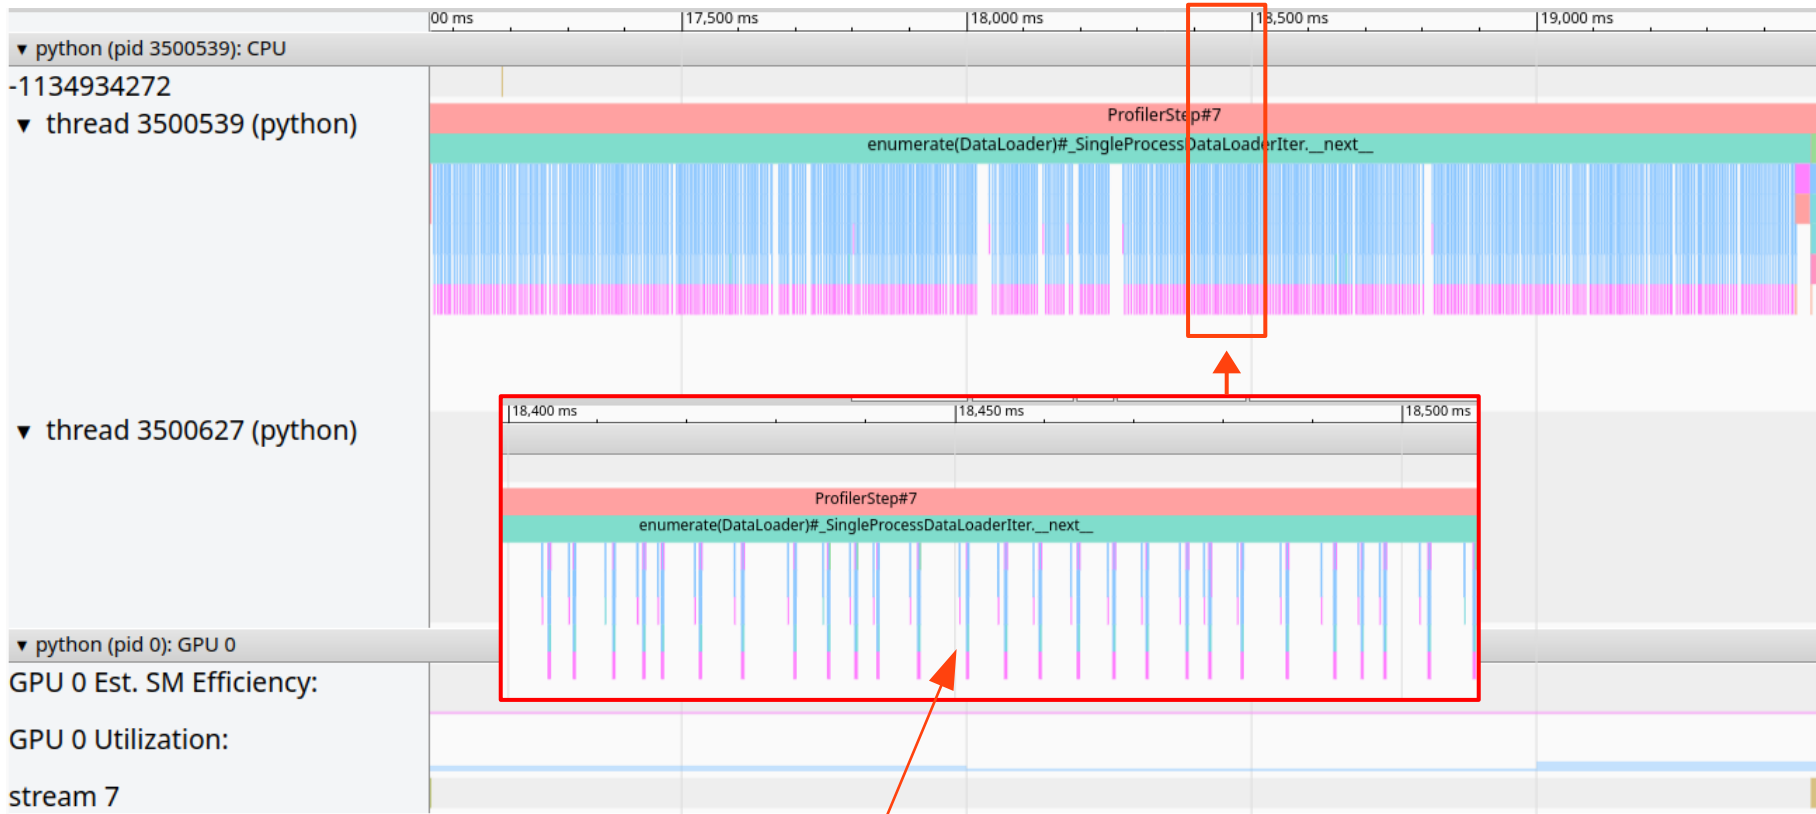 00 ms 17,500 ms 18,000 ms 18,500 ms 19,000 ms
▼ python (pid 3500539): CPU
-1134934272
▼ thread 3500539 (python)
ProfilerStep#7
enumerate(DataLoader)#_SingleProcessDataLoaderIter.__next__
▼ thread 3500627 (python)
18,400 ms 18,450 ms 18,500 ms
ProfilerStep#7
enumerate(DataLoader)#_SingleProcessDataLoaderIter.__next__
▼ python (pid 0): GPU 0
GPU 0 Est. SM Efficiency:
GPU 0 Utilization:
stream 7